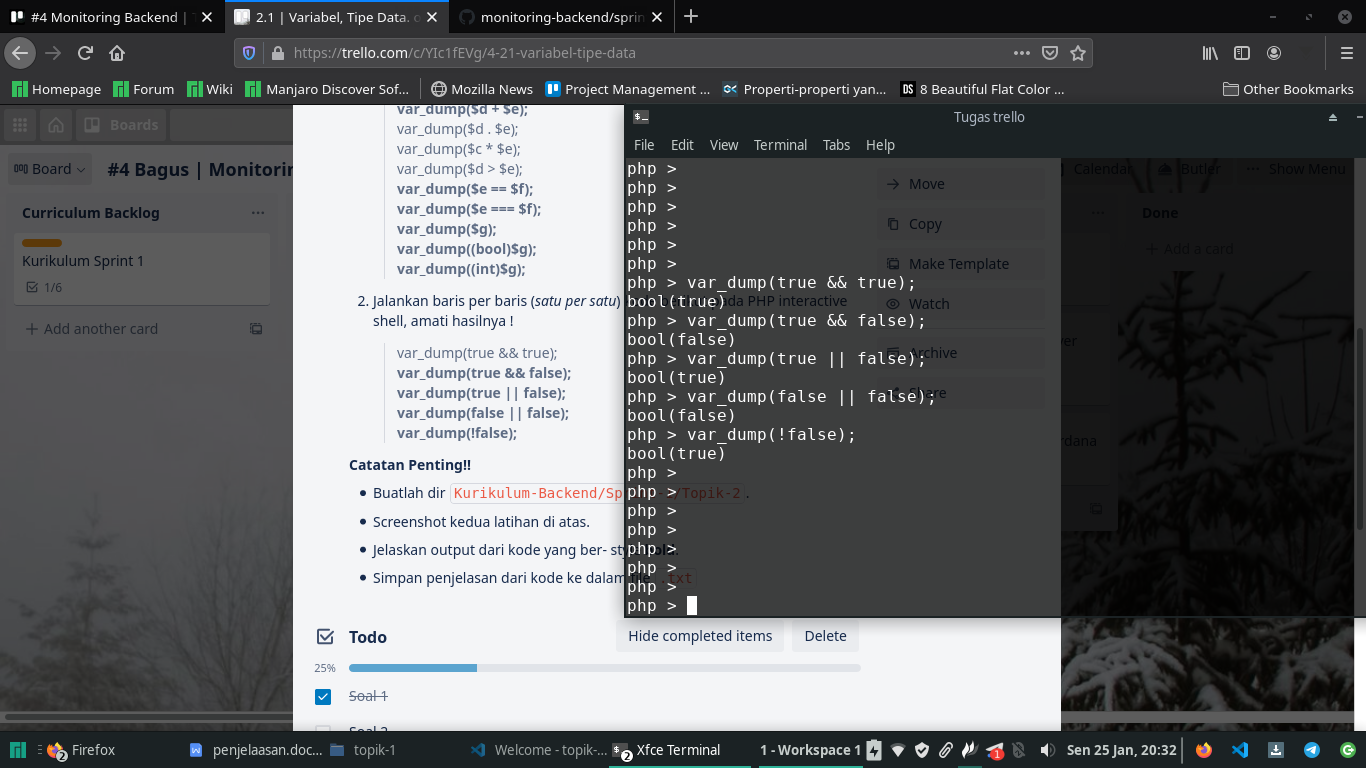 #4 Monitoring Backend |
2.1 | Variabel, Tipe Data.
monitoring-backend/sprin
https://trello.com/c/YIc1fEVg/4-21-variabel-tipe-data
Homepage Forum Wiki Manjaro Discover Sof... Mozilla News Project Management ... Properti-properti yan... DS 8 Beautiful Flat Color ... Other Bookmarks
Boards
Board
#4 Bagus | Monitorin
Calendar Butler Show Menu
Curriculum Backlog
Kurikulum Sprint 1
1/6
+ Add another card
var_dump($d + $e);
var_dump($d . $e);
var_dump($c * $e);
var_dump($d > $e);
var_dump($e == $f);
var_dump($e === $f);
var_dump($g);
var_dump((bool)$g);
var_dump((int)$g);
2. Jalankan baris per baris (satu per satu) PHP interactive
shell, amati hasilnya !
var_dump(true && true);
var_dump(true && false);
var_dump(true || false);
var_dump(false || false);
var_dump(!false);
Catatan Penting!!
Buatlah dir Kurikulum-Backend/Sp /Topik-2.
Screenshot kedua latihan di atas.
Jelaskan output dari kode yang ber-
Simpan penjelasan dari kode ke dalam file .txt
Todo
Hide completed items
Delete
25%
Soal 1
Soal 2
Tugas trello
File Edit View Terminal Tabs Help
php >
php >
php >
php >
php >
php >
php > var_dump(true && true);
bool(true)
php > var_dump(true && false);
bool(false)
php > var_dump(true || false);
bool(true)
php > var_dump(false || false);
bool(false)
php > var_dump(!false);
bool(true)
php >
php >
php >
php >
php >
php >
php >
php >
Move
Copy
Make Template
Watch
Archive
Share
Done
+ Add a card
ver
dana
2 Firefox
penjelaasan.doc...
topik-1
Welcome - topik-...
2 Xfce Terminal
1 - Workspace 1
1
Sen 25 Jan, 20:32